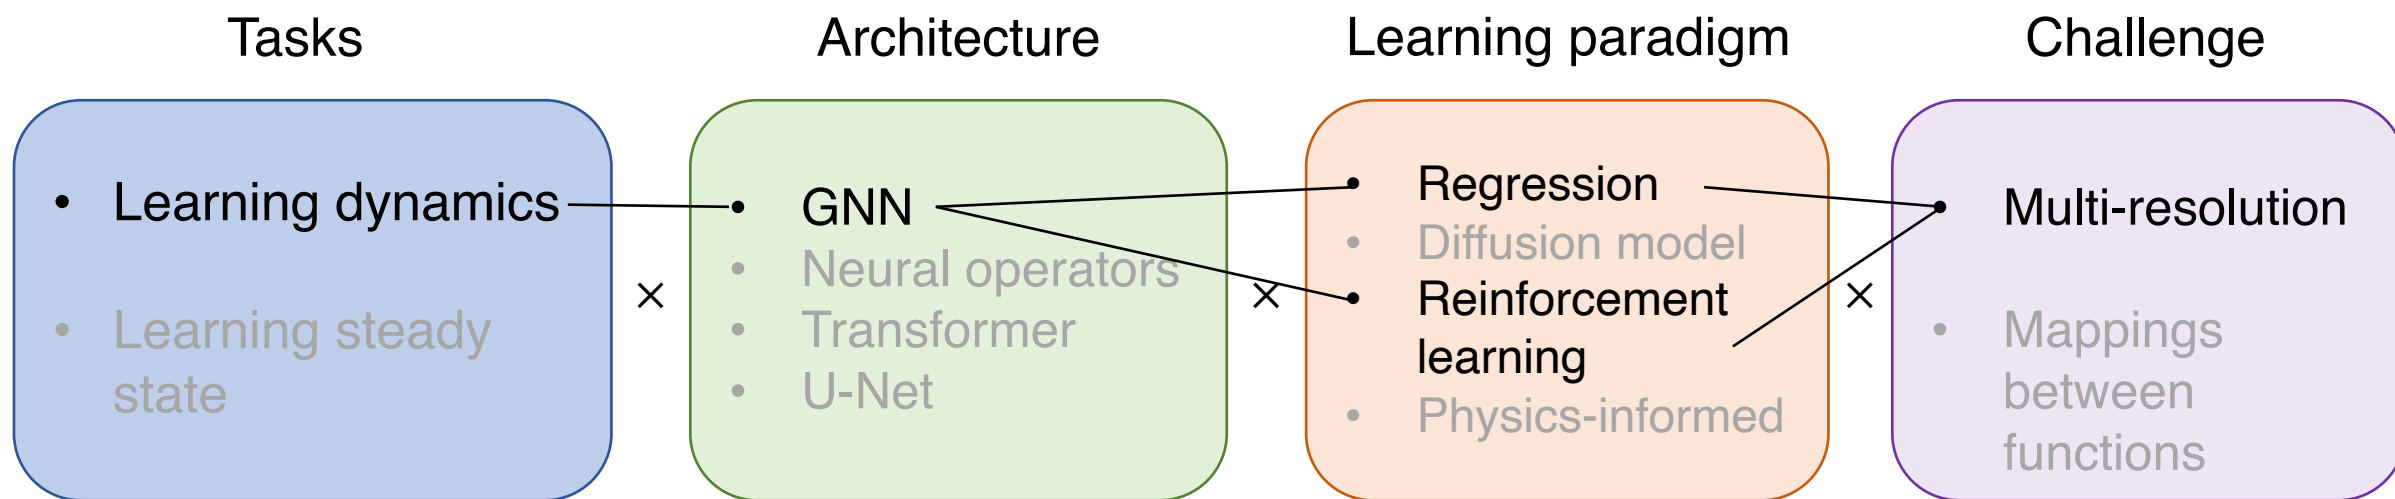 Tasks
• Learning dynamics
• Learning steady
state
×
Architecture
• GNN
• Neural operators
• Transformer
• U-Net
×
Learning paradigm
• Regression
• Diffusion model
• Reinforcement
learning
• Physics-informed
×
Challenge
• Multi-resolution
• Mappings
between
functions